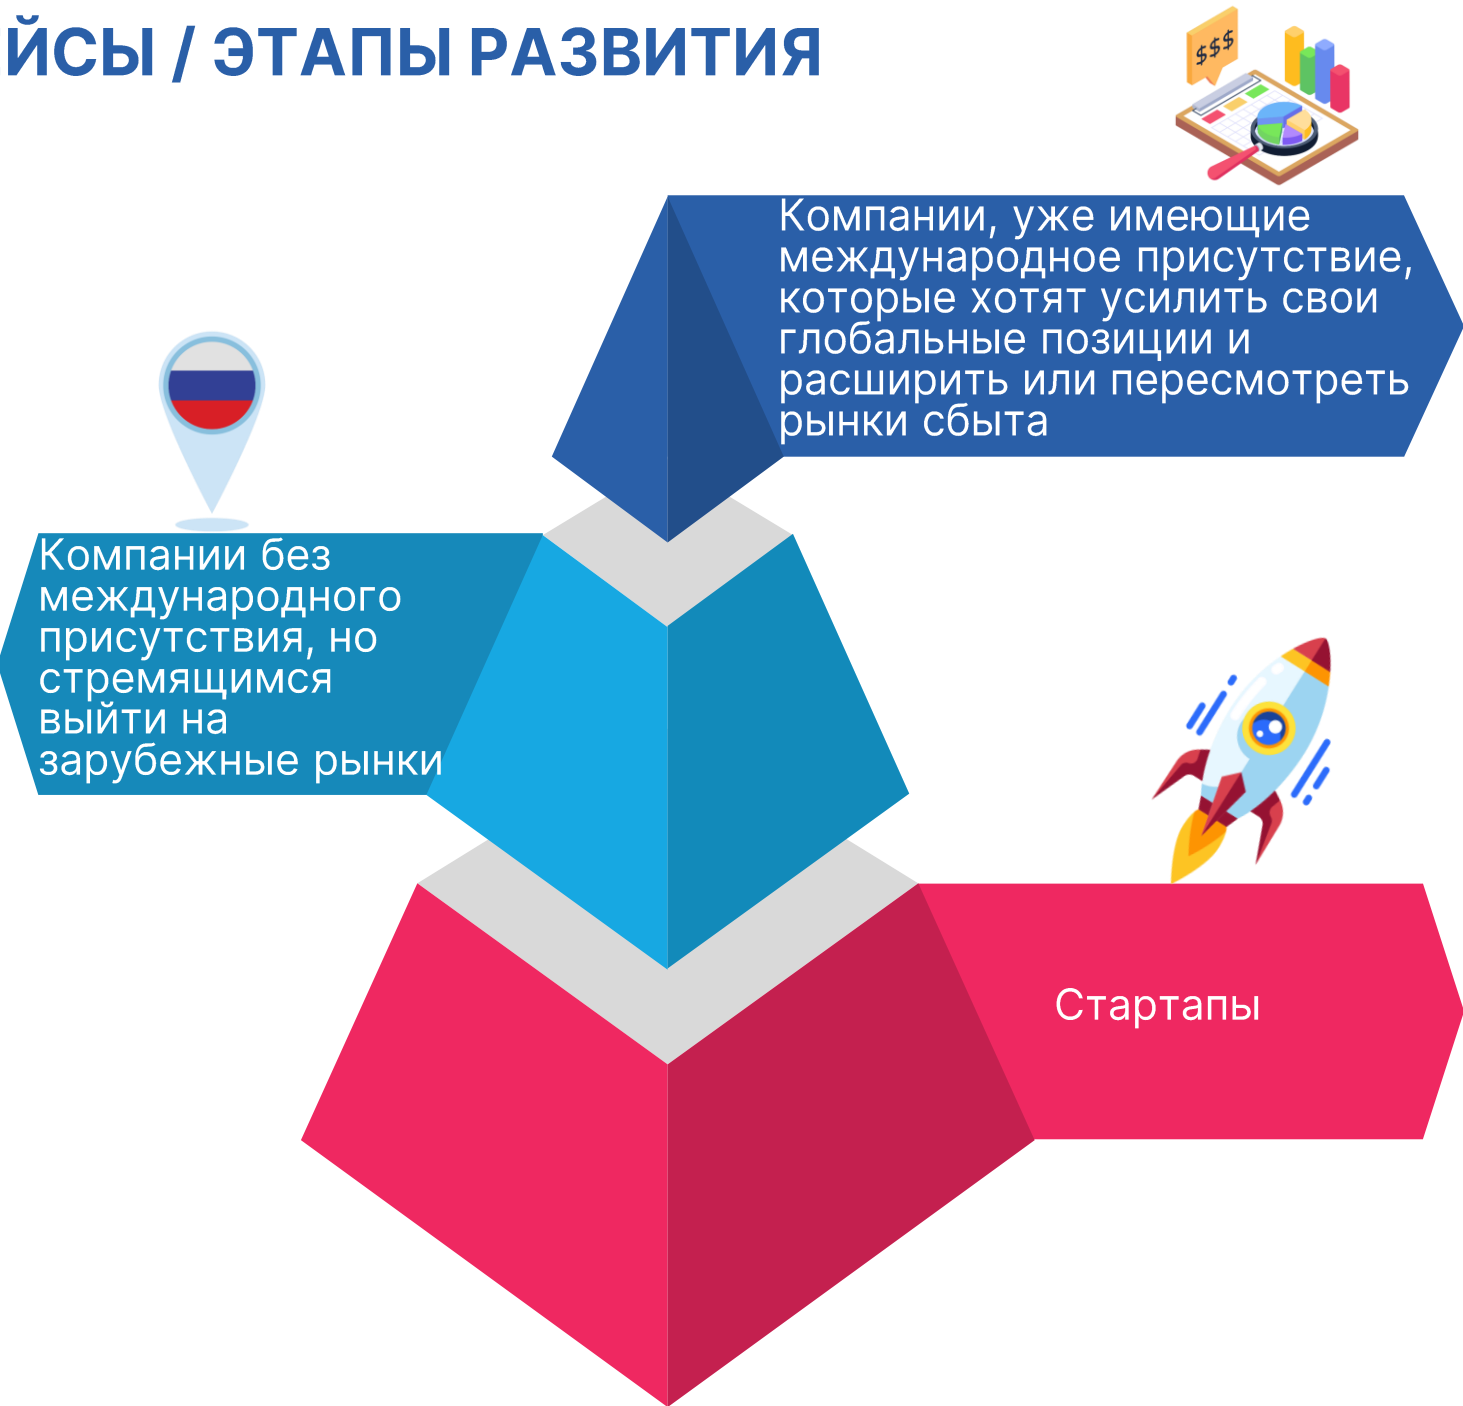 ЙСЫ / ЭТАПЫ РАЗВИТИЯ
$$$
Компании, уже имеющие
международное присутствие,
которые хотят усилить свои
глобальные позиции и
расширить или пересмотреть
рынки сбыта
Компании без
международного
присутствия, но
стремящимся
выйти на
зарубежные рынки
Стартапы